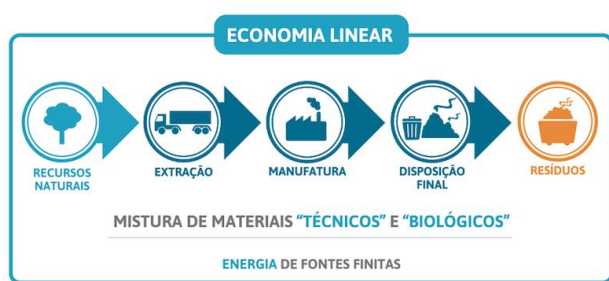 ECONOMIA LINEAR
RECURSOS
NATURAIS
EXTRAÇÃO
MANUFATURA
DISPOSIÇÃO
FINAL
RESÍDUOS
MISTURA DE MATERIAIS “TÉCNICOS” E “BIOLÓGICOS”
ENERGIA DE FONTES FINITAS